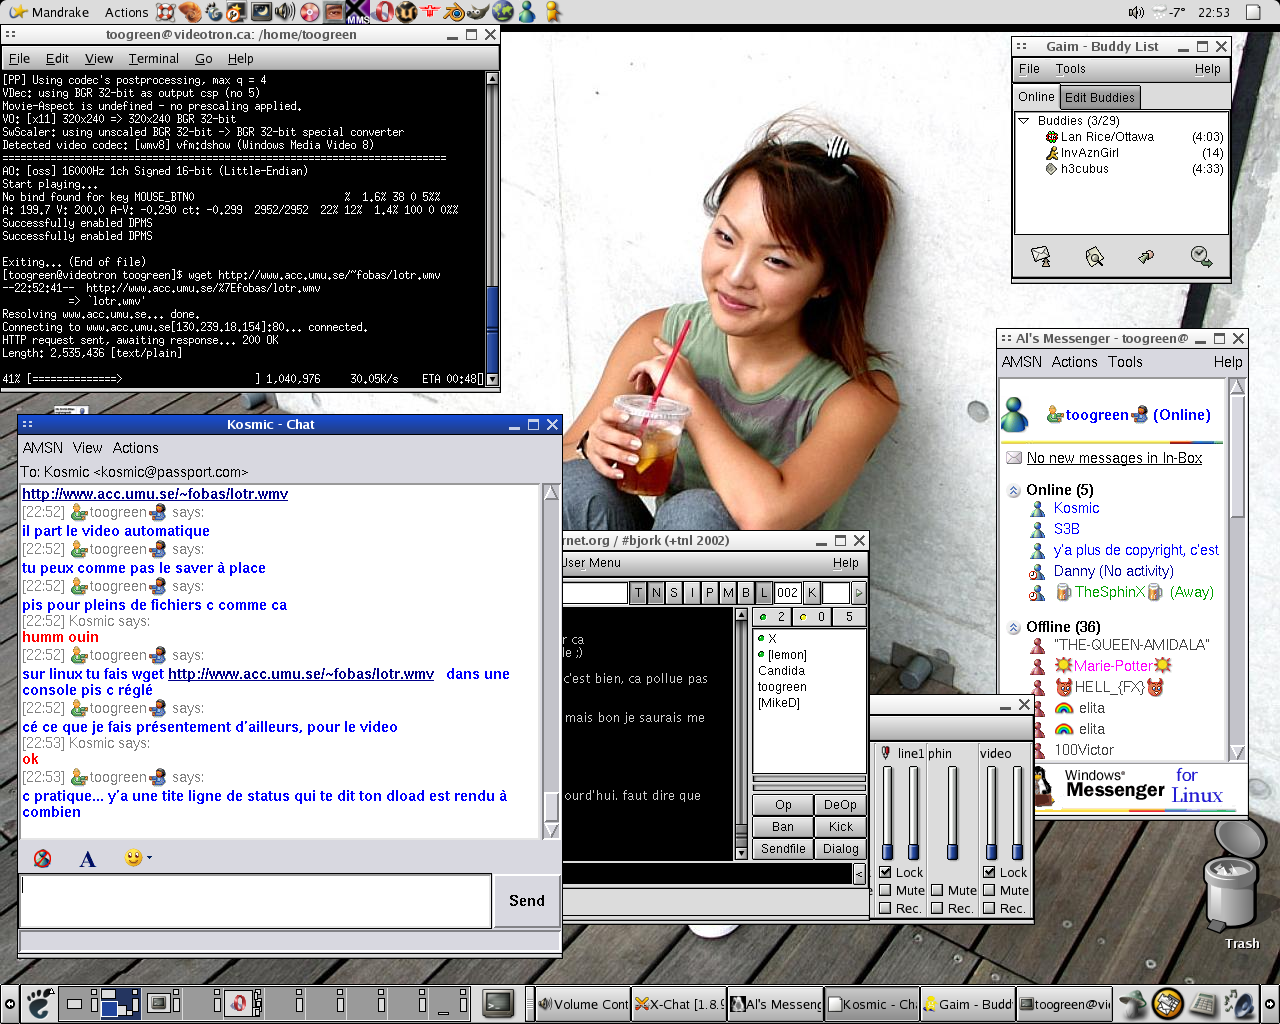 Mandrake Actions
-7° 22:53
toogreen@videotron.ca: /home/toogreen
File Edit View Terminal Go Help
[PP] Using codec's postprocessing, max q = 4
VDec: using BGR 32-bit as output csp (no 5)
Movie-Aspect is undefined - no prescaling applied.
VO: [x11] 320x240 => 320x240 BGR 32-bit
SwScaler: using unscaled BGR 32-bit -> BGR 32-bit special converter
Detected video codec: [wmv8] vfm:dshow (Windows Media Video 8)
==========================================================================
AO: [oss] 16000Hz 1ch Signed 16-bit (Little-Endian)
Start playing...
No bind found for key MOUSE_BTN0 % 1.6% 38 0 5%%
A: 199.7 V: 200.0 A-V: -0.290 ct: -0.299 2952/2952 22% 12% 1.4% 100 0 0%%
Successfully enabled DPMS
Successfully enabled DPMS
Exiting... (End of file)
[toogreen@videotron toogreen]$ wget http://www.acc.umu.se/~fobas/lotr.wmv
--22:52:41-- http://www.acc.umu.se/%7Efobas/lotr.wmv
=> `lotr.wmv'
Resolving www.acc.umu.se... done.
Connecting to www.acc.umu.se[130.239.18.154]:80... connected.
HTTP request sent, awaiting response... 200 OK
Length: 2,535,436 [text/plain]
41% [==============> ] 1,040,976 30.05K/s ETA 00:48
Gaim - Buddy List
File Tools Help
Online Edit Buddies
Buddies (3/29)
Lan Rice/Ottawa (4:03)
InvAznGirl (14)
h3cubus (4:33)
Al's Messenger - toogreen@
AMSN Actions Tools Help
toogreen (Online)
No new messages in In-Box
Online (5)
Kosmic
S3B
y'a plus de copyright, c'est
Danny (No activity)
TheSphinX (Away)
Offline (36)
"THE-QUEEN-AMIDALA"
Marie-Potter
HELL_{FX}
elita
elita
100Victor
Windows® Messenger for Linux
Kosmic - Chat
AMSN View Actions
To: Kosmic <kosmic@passport.com>
http://www.acc.umu.se/~fobas/lotr.wmv
[22:52] toogreen says:
il part le video automatique
[22:52] toogreen says:
tu peux comme pas le saver à place
[22:52] toogreen says:
pis pour pleins de fichiers c comme ca
[22:52] Kosmic says:
humm ouin
[22:52] toogreen says:
sur linux tu fais wget http://www.acc.umu.se/~fobas/lotr.wmv dans une
console pis c réglé
[22:52] toogreen says:
cé ce que je fais présentement d'ailleurs, pour le video
[22:53] Kosmic says:
ok
[22:53] toogreen says:
c pratique... y'a une tite ligne de status qui te dit ton dload est rendu à
combien
A
Send
rnet.org / #bjork (+tnl 2002)
User Menu Help
T N S I P M B L 002 K
2 0 5
r ca
le ;)
c'est bien, ca pollue pas
mais bon je saurais me
ourd'hui. faut dire que
X
[lemon]
Candida
toogreen
[MikeD]
Op DeOp
Ban Kick
Sendfile Dialog
<
line1 phin video
Lock Lock
Mute Mute Mute
Rec. Rec. Rec.
Trash
Volume Cont
X-Chat [1.8.9
Al's Messeng
Kosmic - Cha
Gaim - Budd
toogreen@vi